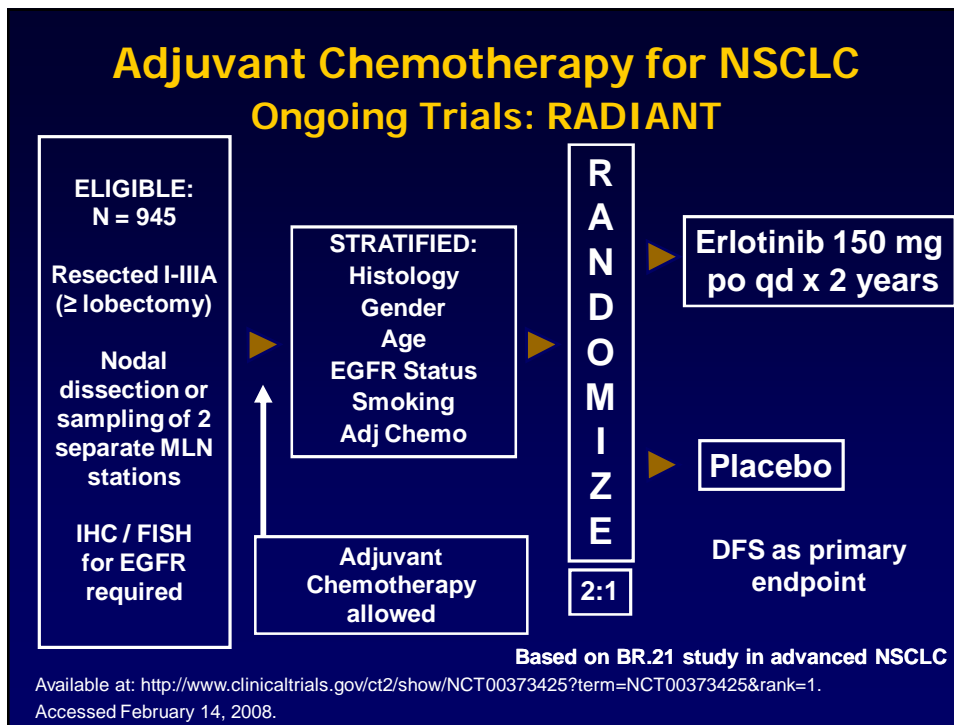 Adjuvant Chemotherapy for NSCLC
Ongoing Trials: RADIANT
ELIGIBLE:
N = 945
Resected I-IIIA
(≥ lobectomy)
Nodal
dissection or
sampling of 2
separate MLN
stations
IHC / FISH
for EGFR
required
STRATIFIED:
Histology
Gender
Age
EGFR Status
Smoking
Adj Chemo
Adjuvant
Chemotherapy
allowed
R
A
N
D
O
M
I
Z
E
2:1
Erlotinib 150 mg
po qd x 2 years
Placebo
DFS as primary
endpoint
Based on BR.21 study in advanced NSCLC
Available at: http://www.clinicaltrials.gov/ct2/show/NCT00373425?term=NCT00373425&rank=1.
Accessed February 14, 2008.